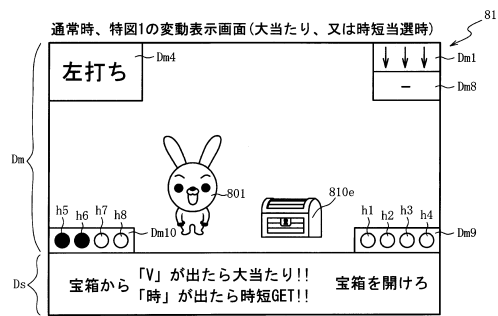 通常時、特図1の変動表示画面(大当たり、又は時短当選時)
81
左打ち
Dm4
↓ ↓ ↓
Dm1
−
Dm8
Dm
801
810e
h5 h6 h7 h8
Dm10
h1 h2 h3 h4
Dm9
Ds
宝箱から
「V」が出たら大当たり!!
「時」が出たら時短GET!!
宝箱を開けろ